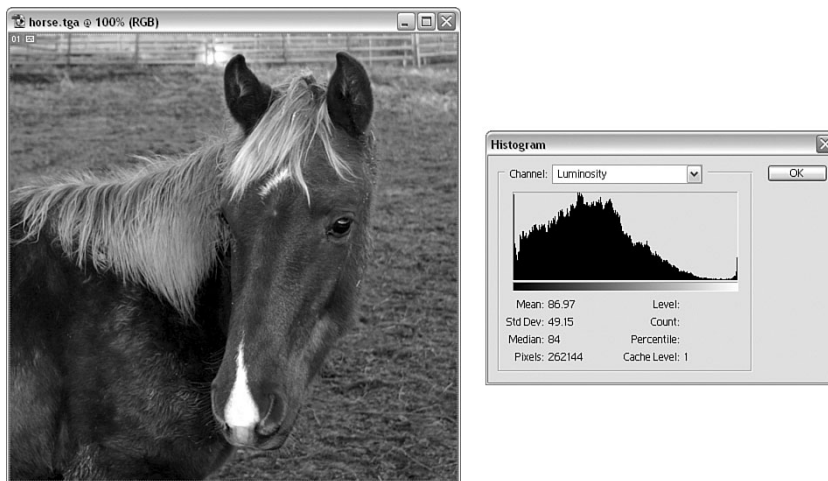 horse.tga @ 100% (RGB)
01
Histogram
Channel: Luminosity
OK
Mean: 86.97 Level:
Std Dev: 49.15 Count:
Median: 84 Percentile:
Pixels: 262144 Cache Level: 1